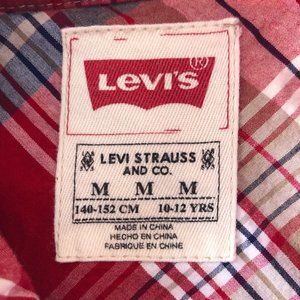 LEVI'S ®
LEVI STRAUSS
AND CO.
M M M
140-152 CM 10-12 YRS
MADE IN CHINA
HECHO EN CHINA
FABRIQUE EN CHINE